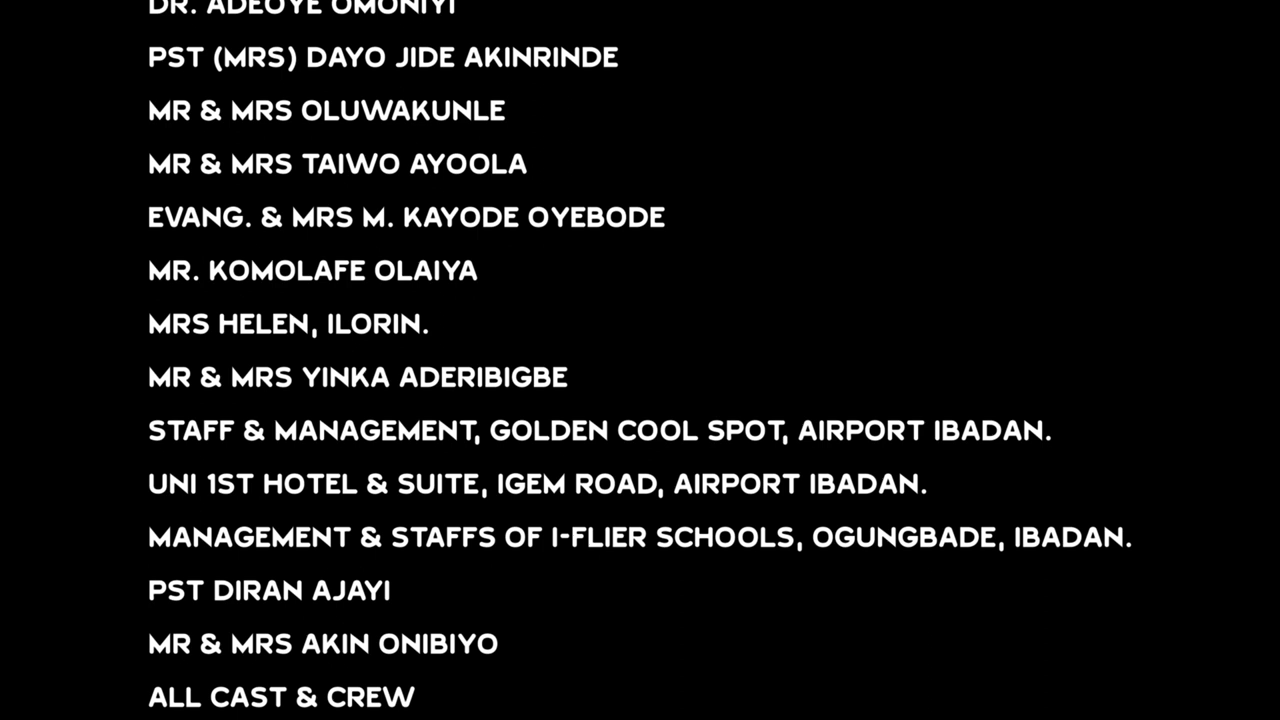 DR. ADEOYE OMONIYI
PST (MRS) DAYO JIDE AKINRINDE
MR & MRS OLUWAKUNLE
MR & MRS TAIWO AYOOLA
EVANG. & MRS M. KAYODE OYEBODE
MR. KOMOLAFE OLAIYA
MRS HELEN, ILORIN.
MR & MRS YINKA ADERIBIGBE
STAFF & MANAGEMENT, GOLDEN COOL SPOT, AIRPORT IBADAN.
UNI 1ST HOTEL & SUITE, IGEM ROAD, AIRPORT IBADAN.
MANAGEMENT & STAFFS OF I-FLIER SCHOOLS, OGUNGBADE, IBADAN.
PST DIRAN AJAYI
MR & MRS AKIN ONIBIYO
ALL CAST & CREW